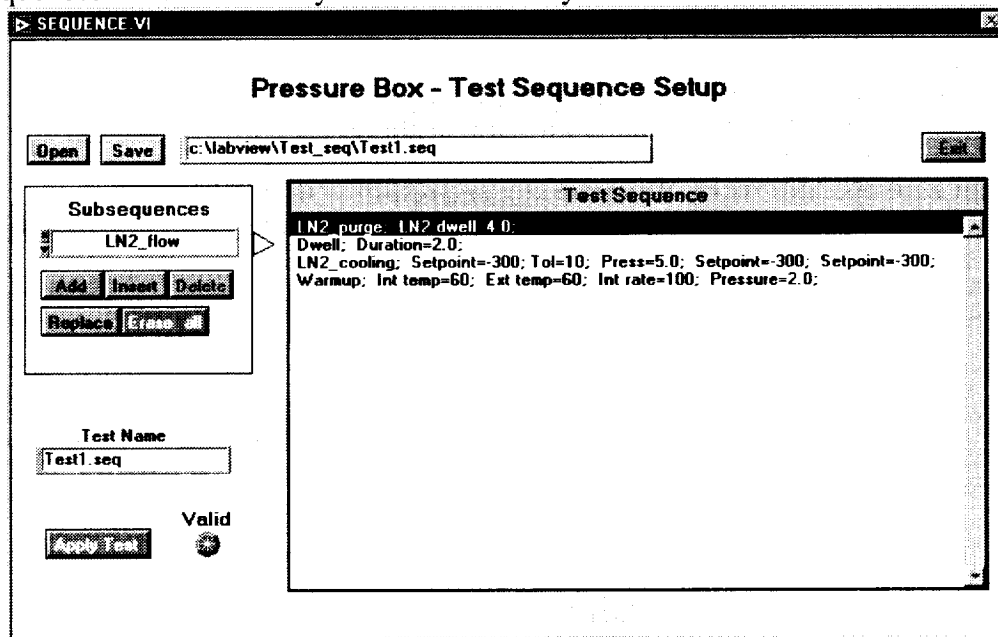 SEQUENCE.VI
Pressure Box - Test Sequence Setup
Open Save c:\labview\Test_seq\Test1.seq Exit
Subsequences
LN2_flow
Add Insert Delete
Replace Erase all
Test Sequence
LN2_purge; LN2 dwell 4.0;
Dwell; Duration=2.0;
LN2_cooling; Setpoint=-300; Tol=10; Press=5.0; Setpoint=-300; Setpoint=-300;
Warmup; Int temp=60; Ext temp=60; Int rate=100; Pressure=2.0;
Test Name
Test1.seq
Valid
Apply Test